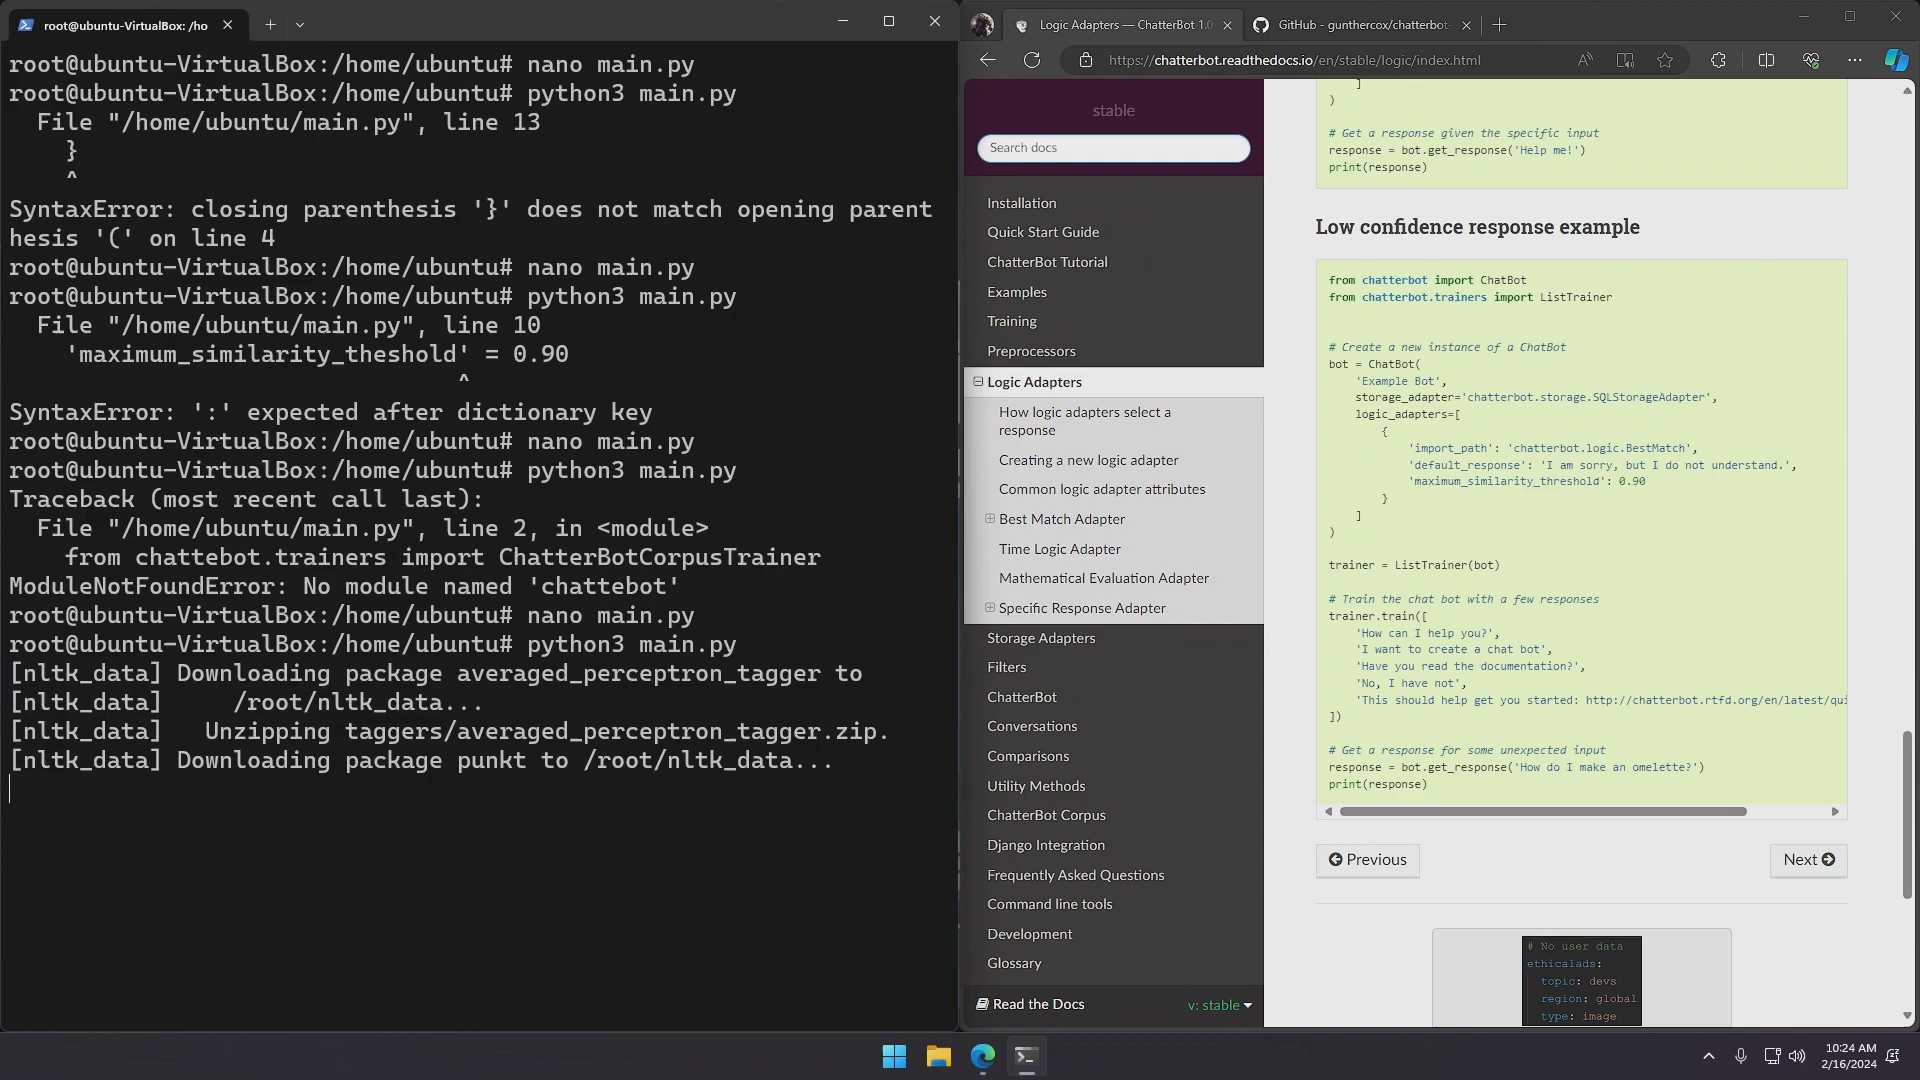 root@ubuntu-VirtualBox: /ho
root@ubuntu-VirtualBox:/home/ubuntu# nano main.py
root@ubuntu-VirtualBox:/home/ubuntu# python3 main.py
File "/home/ubuntu/main.py", line 13
}
^
SyntaxError: closing parenthesis '}' does not match opening parent
hesis '(' on line 4
root@ubuntu-VirtualBox:/home/ubuntu# nano main.py
root@ubuntu-VirtualBox:/home/ubuntu# python3 main.py
File "/home/ubuntu/main.py", line 10
'maximum_similarity_theshold' = 0.90
^
SyntaxError: ':' expected after dictionary key
root@ubuntu-VirtualBox:/home/ubuntu# nano main.py
root@ubuntu-VirtualBox:/home/ubuntu# python3 main.py
Traceback (most recent call last):
File "/home/ubuntu/main.py", line 2, in <module>
from chattebot.trainers import ChatterBotCorpusTrainer
ModuleNotFoundError: No module named 'chattebot'
root@ubuntu-VirtualBox:/home/ubuntu# nano main.py
root@ubuntu-VirtualBox:/home/ubuntu# python3 main.py
[nltk_data] Downloading package averaged_perceptron_tagger to
[nltk_data]     /root/nltk_data...
[nltk_data]   Unzipping taggers/averaged_perceptron_tagger.zip.
[nltk_data] Downloading package punkt to /root/nltk_data...
Logic Adapters — ChatterBot 1.0
GitHub - gunthercox/chatterbot-
https://chatterbot.readthedocs.io/en/stable/logic/index.html
stable
Search docs
Installation
Quick Start Guide
ChatterBot Tutorial
Examples
Training
Preprocessors
Logic Adapters
How logic adapters select a
response
Creating a new logic adapter
Common logic adapter attributes
Best Match Adapter
Time Logic Adapter
Mathematical Evaluation Adapter
Specific Response Adapter
Storage Adapters
Filters
ChatterBot
Conversations
Comparisons
Utility Methods
ChatterBot Corpus
Django Integration
Frequently Asked Questions
Command line tools
Development
Glossary
Read the Docs
v: stable
]
)
# Get a response given the specific input
response = bot.get_response('Help me!')
print(response)
Low confidence response example
from chatterbot import ChatBot
from chatterbot.trainers import ListTrainer
# Create a new instance of a ChatBot
bot = ChatBot(
'Example Bot',
storage_adapter='chatterbot.storage.SQLStorageAdapter',
logic_adapters=[
{
'import_path': 'chatterbot.logic.BestMatch',
'default_response': 'I am sorry, but I do not understand.',
'maximum_similarity_threshold': 0.90
}
]
)
trainer = ListTrainer(bot)
# Train the chat bot with a few responses
trainer.train([
'How can I help you?',
'I want to create a chat bot',
'Have you read the documentation?',
'No, I have not',
'This should help get you started: http://chatterbot.rtfd.org/en/latest/qui
])
# Get a response for some unexpected input
response = bot.get_response('How do I make an omelette?')
print(response)
Previous
Next
# No user data
ethicalads:
topic: devs
region: global
type: image
10:24 AM
2/16/2024